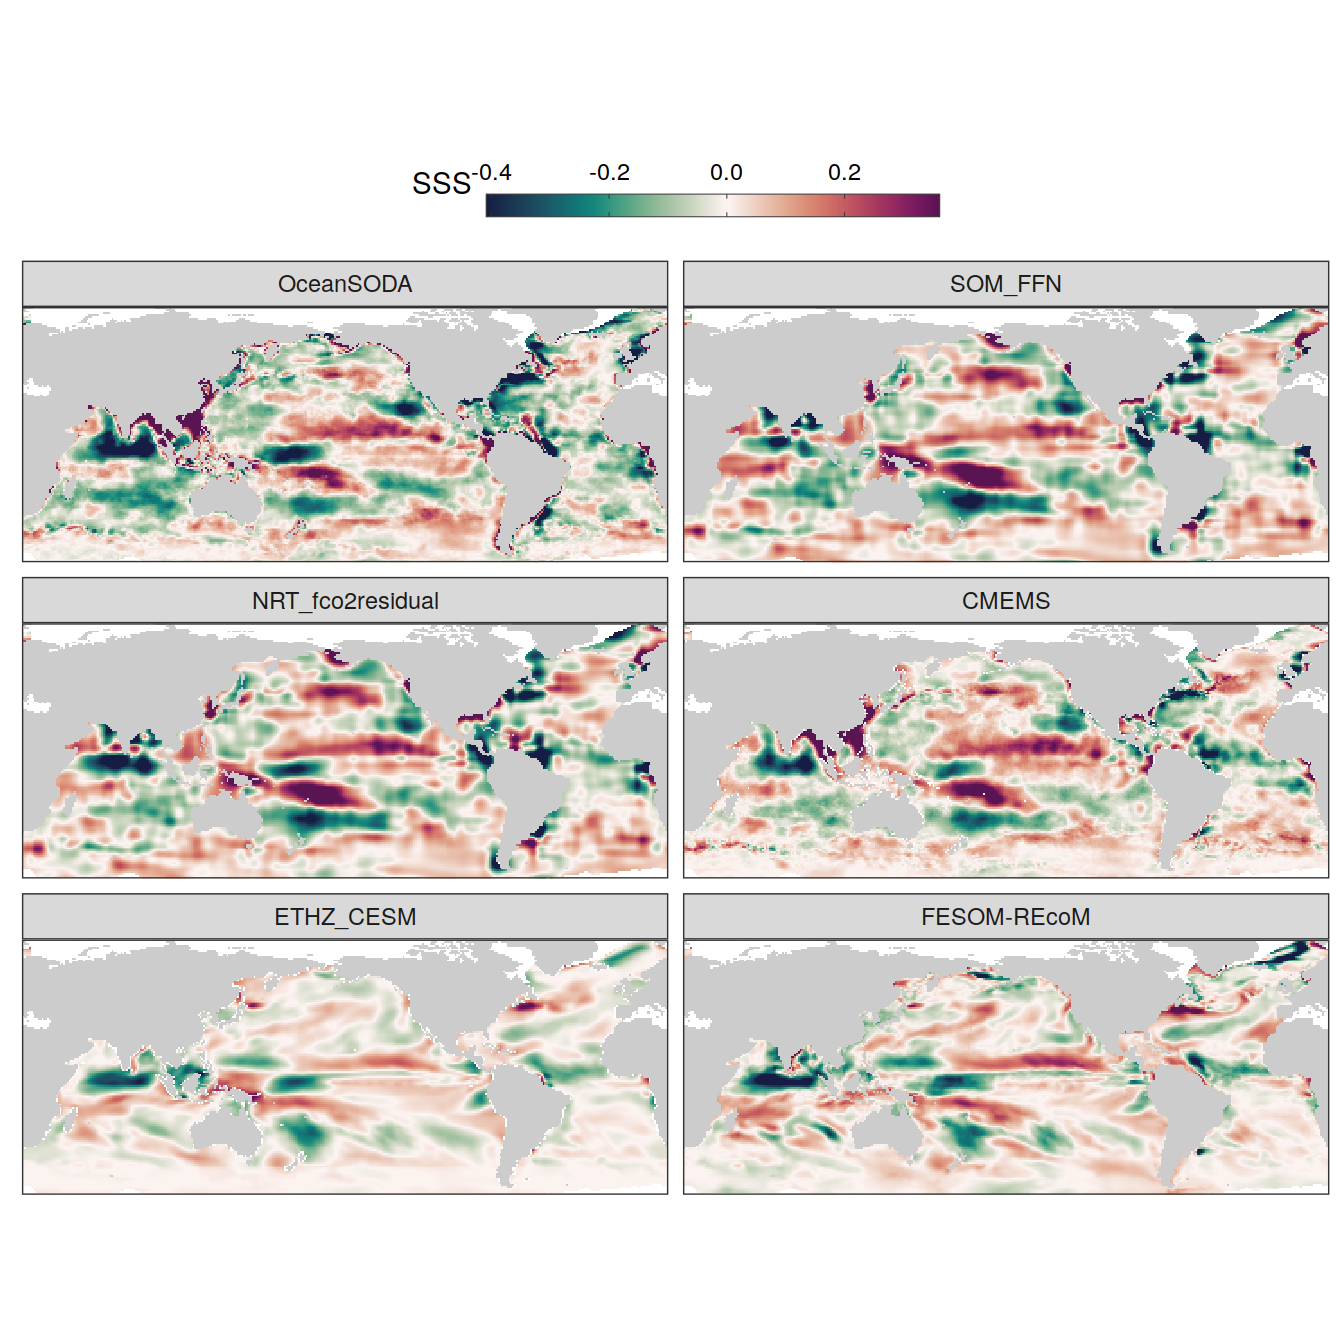 SSS
-0.4 -0.2 0.0 0.2
OceanSODA
SOM_FFN
NRT_fco2residual
CMEMS
ETHZ_CESM
FESOM-REcoM